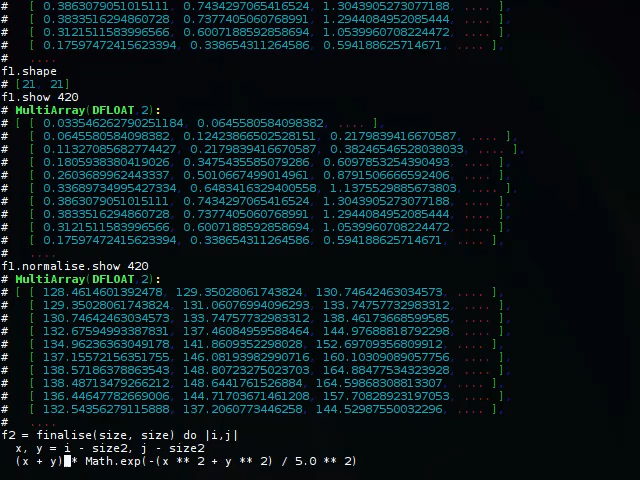 #   [ 0.3863079051015111, 0.7434297065416524, 1.3043905273077188, .... ],
#   [ 0.3833516294860728, 0.7377405060768991, 1.2944084952085444, .... ],
#   [ 0.3121511583996566, 0.6007188592858694, 1.0539960708224472, .... ],
#   [ 0.17597472415623394, 0.338654311264586, 0.594188625714671, .... ],
#   ....
f1.shape
# [21, 21]
f1.show 420
# MultiArray(DFLOAT,2):
# [ [ 0.033546262790251184, 0.0645580584098382, .... ],
#   [ 0.0645580584098382, 0.12423866502528151, 0.2179839416670587, .... ],
#   [ 0.11327085682774427, 0.2179839416670587, 0.38246546528038033, .... ],
#   [ 0.1805938380419026, 0.3475435585079286, 0.6097853254390493, .... ],
#   [ 0.2603689962443367, 0.5010667499014961, 0.8791506666592406, .... ],
#   [ 0.33689734995427334, 0.6483416329400558, 1.1375529885673803, .... ],
#   [ 0.3863079051015111, 0.7434297065416524, 1.3043905273077188, .... ],
#   [ 0.3833516294860728, 0.7377405060768991, 1.2944084952085444, .... ],
#   [ 0.3121511583996566, 0.6007188592858694, 1.0539960708224472, .... ],
#   [ 0.17597472415623394, 0.338654311264586, 0.594188625714671, .... ],
#   ....
f1.normalise.show 420
# MultiArray(DFLOAT,2):
# [ [ 128.4614601392478, 129.35028061743824, 130.74642463034573, .... ],
#   [ 129.35028061743824, 131.06076994096293, 133.74757732983312, .... ],
#   [ 130.74642463034573, 133.74757732983312, 138.46173668599585, .... ],
#   [ 132.67594993387831, 137.46084959588464, 144.97688818792298, .... ],
#   [ 134.96236363049178, 141.8609352298028, 152.69709356809912, .... ],
#   [ 137.15572156351755, 146.08193982990716, 160.10309089057756, .... ],
#   [ 138.57186378863543, 148.80723275023703, 164.88477534323928, .... ],
#   [ 138.48713479266212, 148.6441761526884, 164.59868308813307, .... ],
#   [ 136.44647782669006, 144.71703671461208, 157.70828923197053, .... ],
#   [ 132.54356279115888, 137.2060773446258, 144.52987550032296, .... ],
#   ....
f2 = finalise(size, size) do |i,j|
  x, y = i - size2, j - size2
  (x + y) * Math.exp(-(x ** 2 + y ** 2) / 5.0 ** 2)